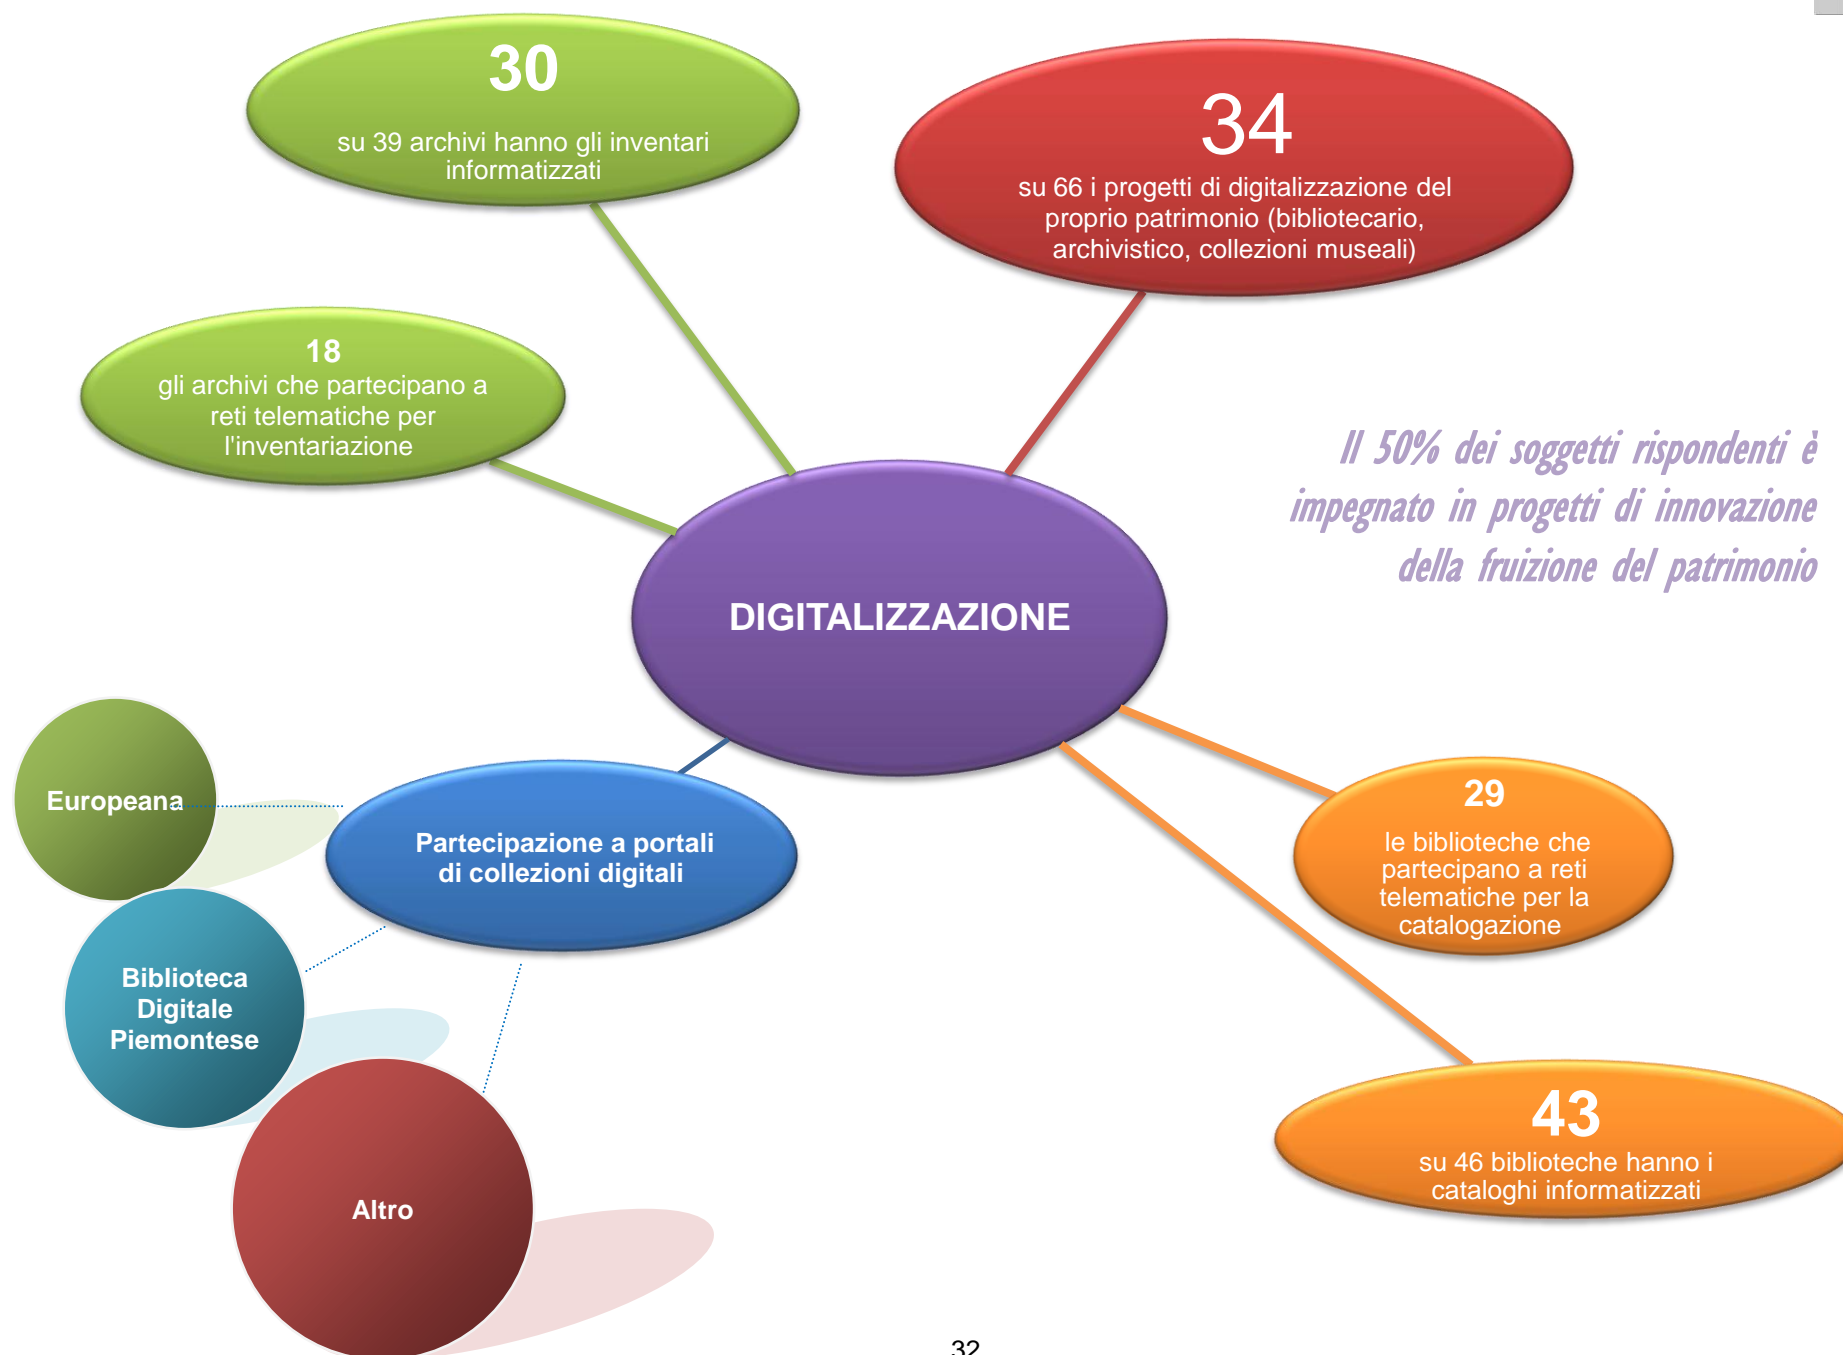 30
su 39 archivi hanno gli inventari
informatizzati
34
su 66 i progetti di digitalizzazione del
proprio patrimonio (bibliotecario,
archivistico, collezioni museali)
18
gli archivi che partecipano a
reti telematiche per
l'inventariazione
Il 50% dei soggetti rispondenti è
impegnato in progetti di innovazione
della fruizione del patrimonio
DIGITALIZZAZIONE
Europeana
Partecipazione a portali
di collezioni digitali
29
le biblioteche che
partecipano a reti
telematiche per la
catalogazione
Biblioteca
Digitale
Piemontese
43
su 46 biblioteche hanno i
cataloghi informatizzati
Altro
32